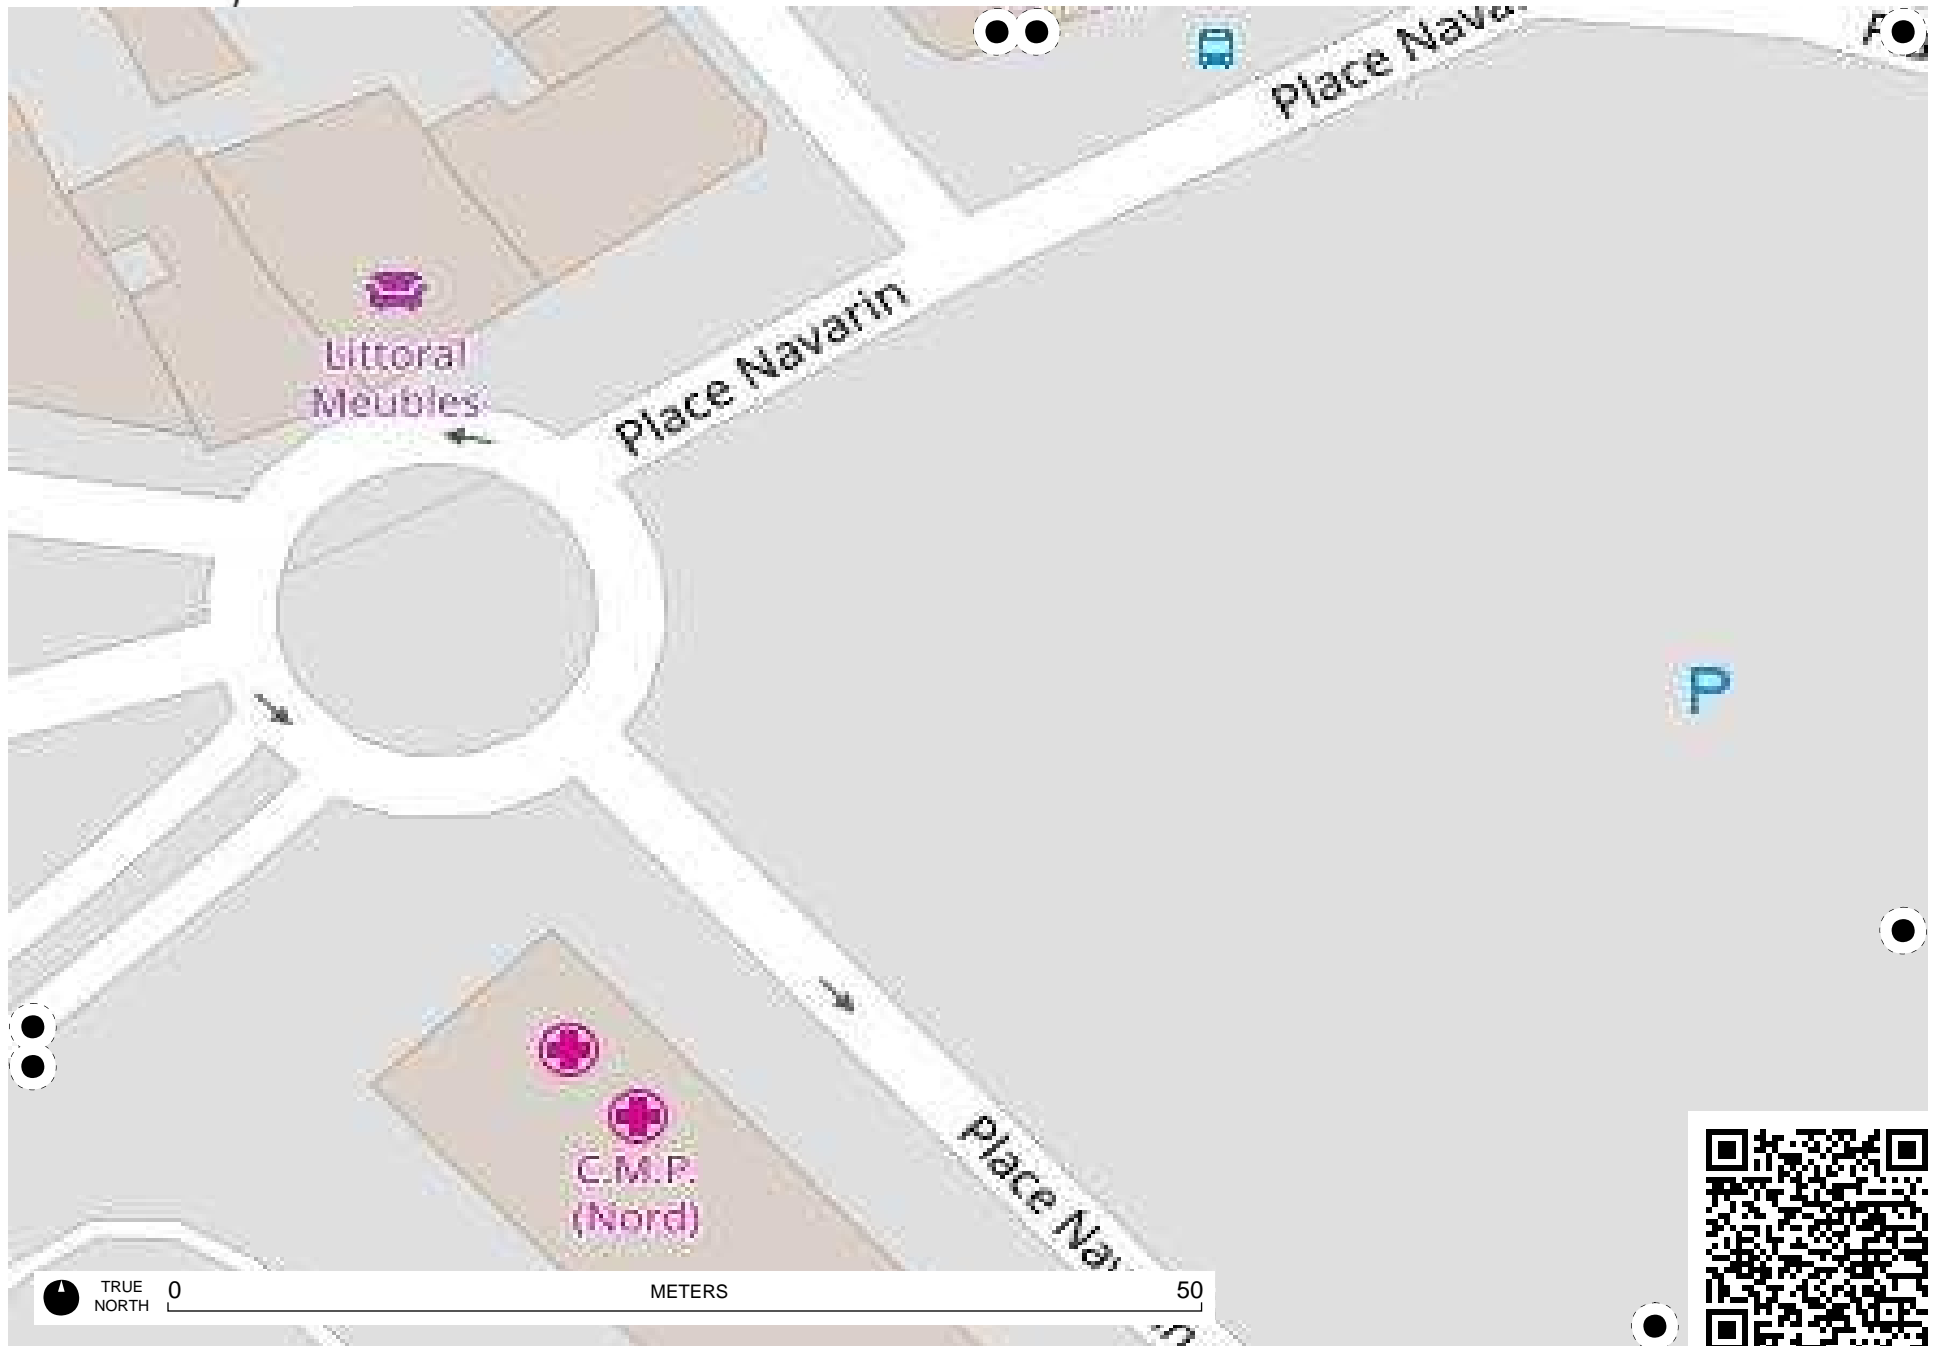 Place Nava
Place Navarin
Littoral
Meubles
P
Place Nav
C.M.P.
(Nord)
TRUE
NORTH
0
METERS
50